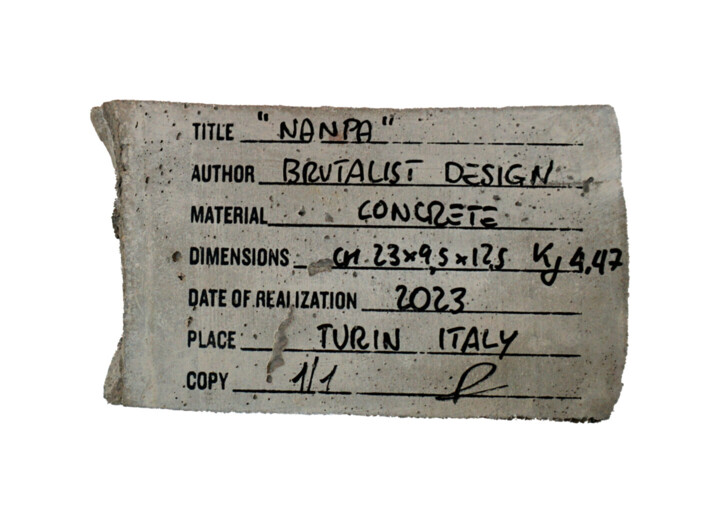 TITLE "NANPA"
AUTHOR BRUTALIST DESIGN
MATERIAL CONCRETE
DIMENSIONS CM 23x9,5x12,5 Kg 4,47
DATE OF REALIZATION 2023
PLACE TURIN ITALY
COPY 1/1